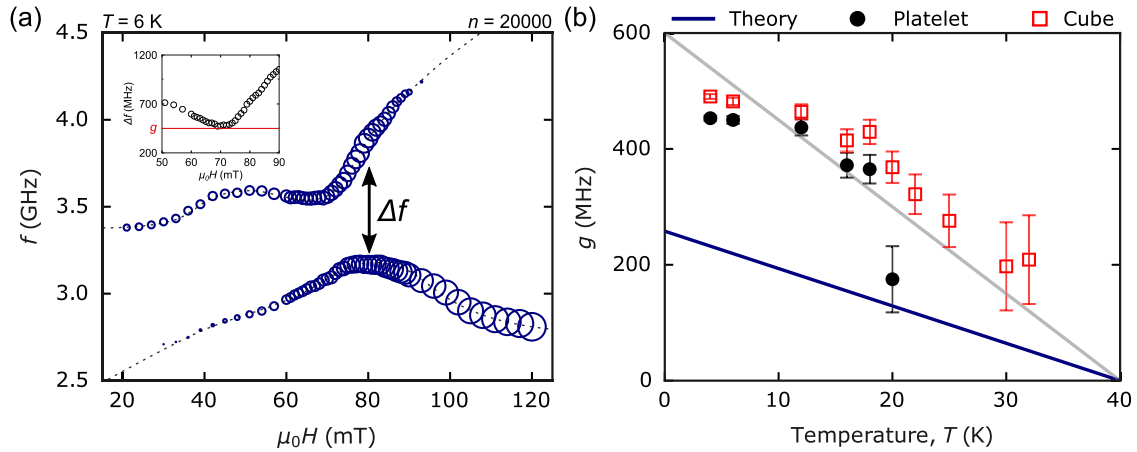 (a)
T = 6 K
n = 20000
4.5
4.0
3.5
3.0
2.5
f (GHz)
20
40
60
80
100
120
μ₀H (mT)
Δf
1200
700
g
200
Δf
(MHz)
50
60
70
80
90
μ₀H (mT)
(b)
Theory
Platelet
Cube
600
400
200
0
g (MHz)
0
10
20
30
40
Temperature, T (K)